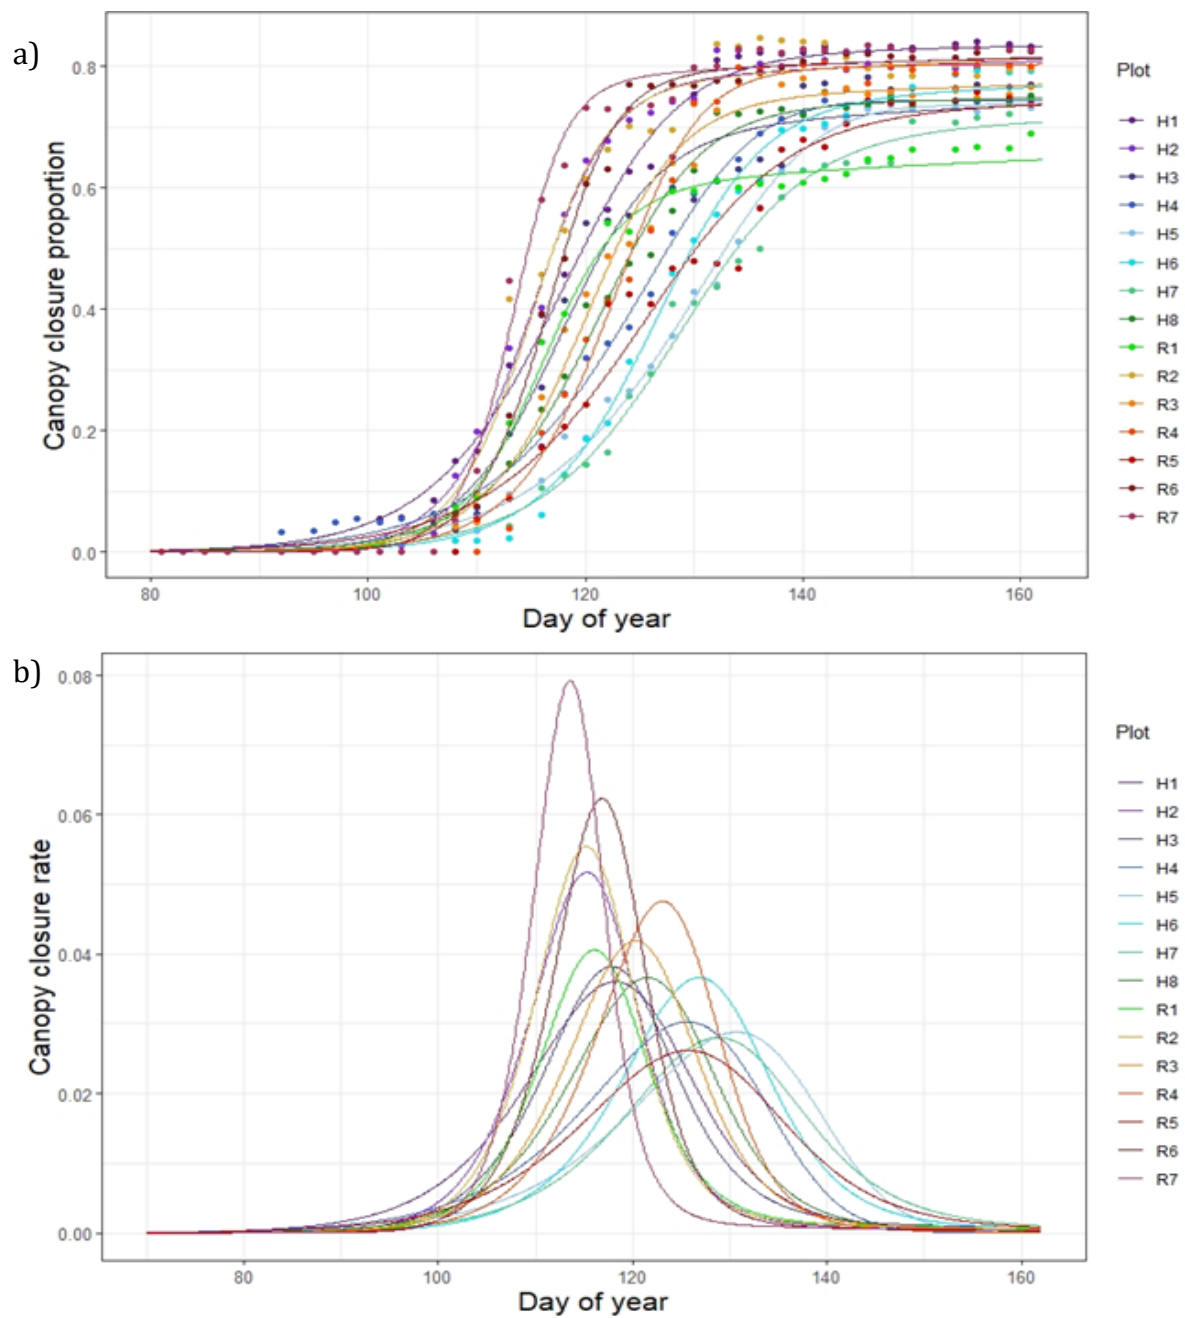 a)
Canopy closure proportion
0.8
0.6
0.4
0.2
0.0
80 100 120 140 160
Day of year
Plot
H1
H2
H3
H4
H5
H6
H7
H8
R1
R2
R3
R4
R5
R6
R7
b)
Canopy closure rate
0.08
0.06
0.04
0.02
0.00
80 100 120 140 160
Day of year
Plot
H1
H2
H3
H4
H5
H6
H7
H8
R1
R2
R3
R4
R5
R6
R7